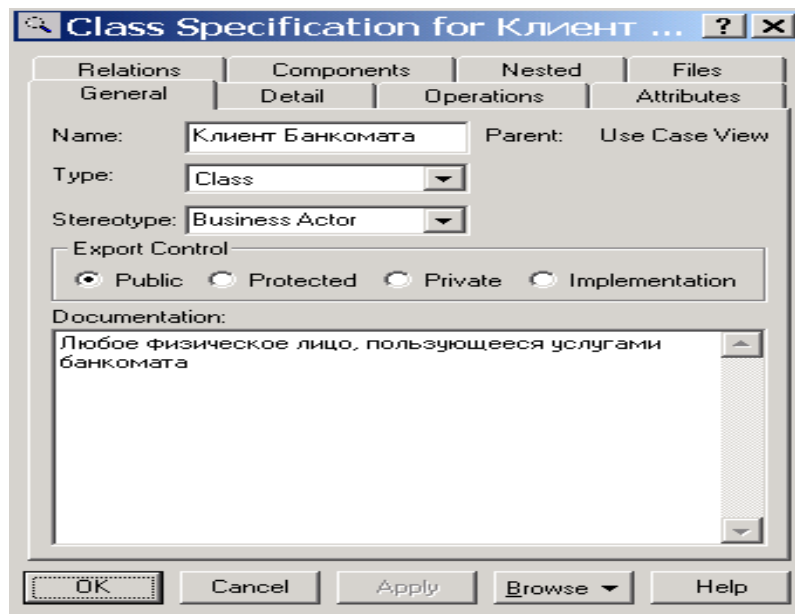 Class Specification for Клиент ...
Relations Components Nested Files
General Detail Operations Attributes
Name: Клиент Банкомата Parent: Use Case View
Type: Class
Stereotype: Business Actor
Export Control
Public Protected Private Implementation
Documentation:
Любое физическое лицо, пользующееся услугами
банкомата
OK Cancel Apply Browse Help